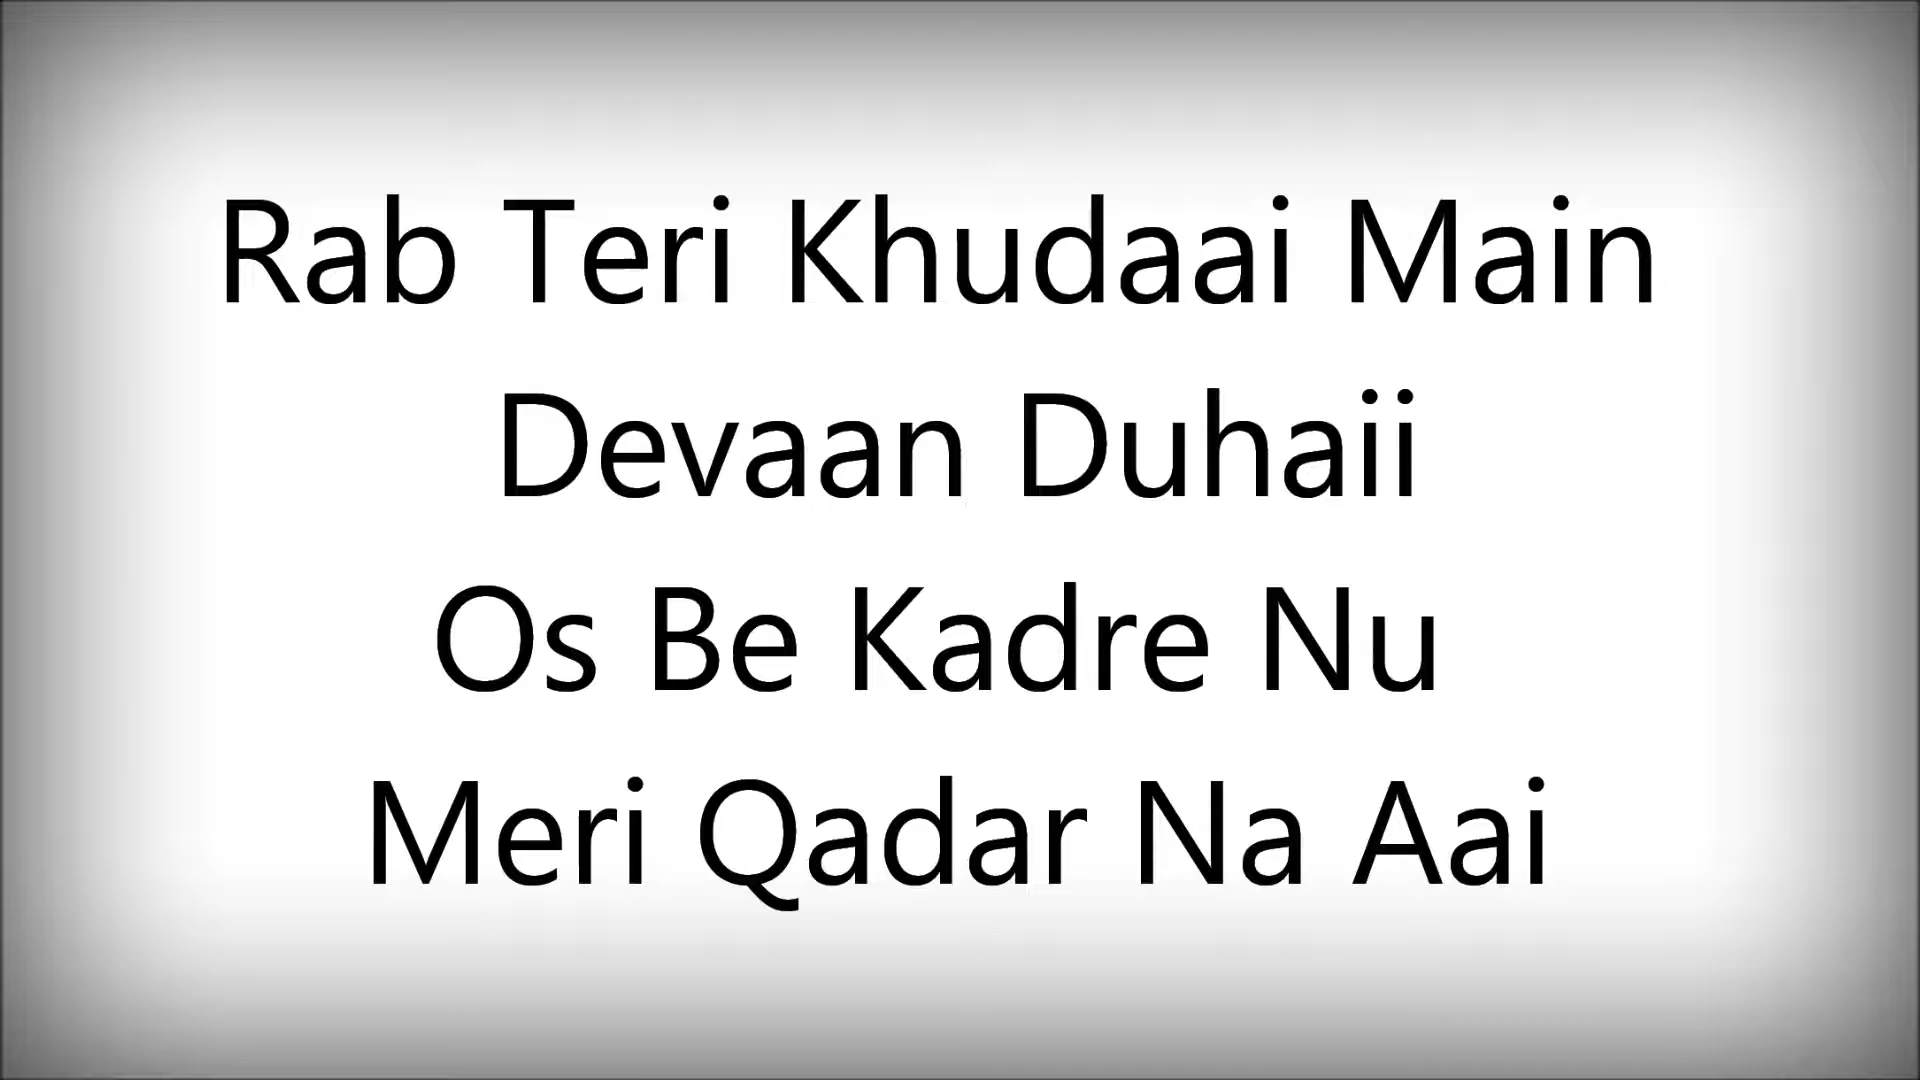 Rab Teri Khudaai Main
Devaan Duhaii
Os Be Kadre Nu
Meri Qadar Na Aai